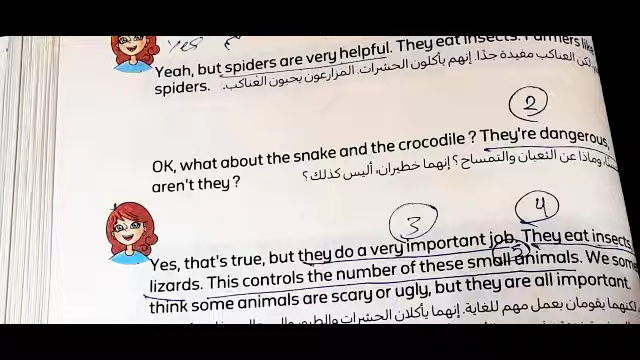 Yes
Yeah, but spiders are very helpful. They eat insects. Farmers like
spiders.
لكن العناكب مفيدة جدًا. إنهم يأكلون الحشرات. المزارعون يحبون العناكب.
2
OK, what about the snake and the crocodile ? They're dangerous,
aren't they ?
وماذا عن الثعبان والتمساح ؟ إنهما خطيران، أليس كذلك ؟
3
4
Yes, that's true, but they do a very important job. They eat insects
5
lizards. This controls the number of these small animals. We som
think some animals are scary or ugly, but they are all important.
لكنهما يقومان بعمل مهم للغاية. إنهما يأكلان الحشرات والطيور